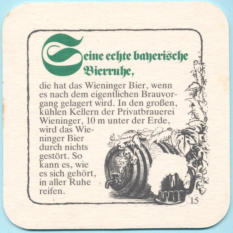 Seine echte bayerische
Bierruhe,
die hat das Wieninger Bier, wenn
es nach dem eigentlichen Brauvor-
gang gelagert wird. In den großen,
kühlen Kellern der Privatbrauerei
Wieninger, 10 m unter der Erde,
wird das Wie-
ninger Bier
durch nichts
gestört. So
kann es, wie
es sich gehört,
in aller Ruhe
reifen.
15